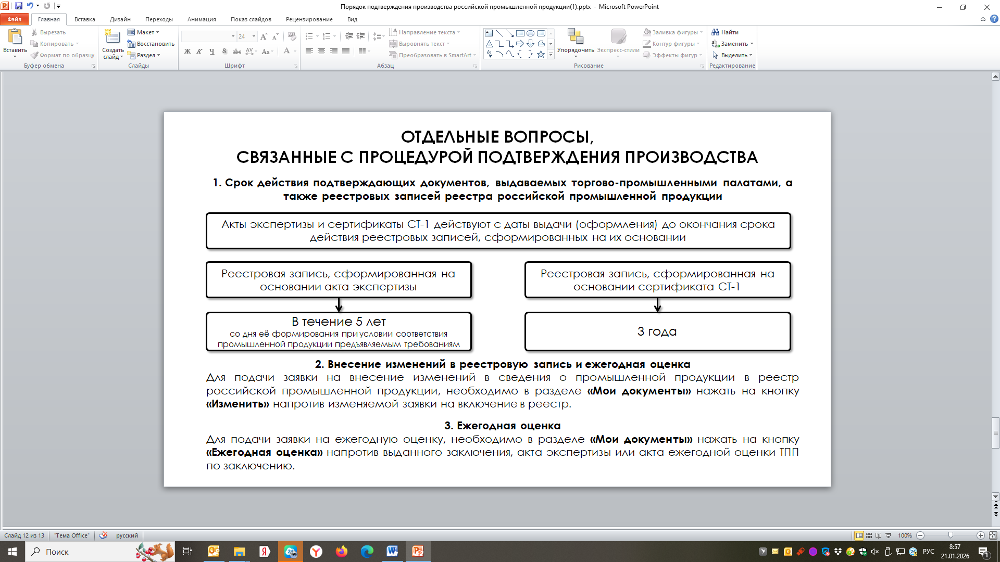 Порядок подтверждения производства российской промышленной продукции(1).pptx - Microsoft PowerPoint
Файл Главная Вставка Дизайн Переходы Анимация Показ слайдов Рецензирование Вид
Вставить
Вырезать
Копировать
Формат по образцу
Буфер обмена
Создать слайд
Макет
Восстановить
Раздел
Слайды
24
Ж К Ч S abc AV Aa A
Шрифт
Направление текста
Выровнять текст
Преобразовать в SmartArt
Абзац
Упорядочить
Экспресс-стили
Заливка фигуры
Контур фигуры
Эффекты фигур
Рисование
Найти
Заменить
Выделить
Редактирование
ОТДЕЛЬНЫЕ ВОПРОСЫ,
СВЯЗАННЫЕ С ПРОЦЕДУРОЙ ПОДТВЕРЖДЕНИЯ ПРОИЗВОДСТВА
1. Срок действия подтверждающих документов, выдаваемых торгово-промышленными палатами, а
также реестровых записей реестра российской промышленной продукции
Акты экспертизы и сертификаты СТ-1 действуют с даты выдачи (оформления) до окончания срока
действия реестровых записей, сформированных на их основании
Реестровая запись, сформированная на
основании акта экспертизы
Реестровая запись, сформированная на
основании сертификата СТ-1
В течение 5 лет
со дня её формирования при условии соответствия
промышленной продукции предъявляемым требованиям
3 года
2. Внесение изменений в реестровую запись и ежегодная оценка
Для подачи заявки на внесение изменений в сведения о промышленной продукции в реестр
российской промышленной продукции, необходимо в разделе «Мои документы» нажать на кнопку
«Изменить» напротив изменяемой заявки на включение в реестр.
3. Ежегодная оценка
Для подачи заявки на ежегодную оценку, необходимо в разделе «Мои документы» нажать на кнопку
«Ежегодная оценка» напротив выданного заключения, акта экспертизы или акта ежегодной оценки ТПП
по заключению.
Слайд 12 из 13 "Тема Office" русский 100%
Поиск
РУС
8:57
21.01.2026